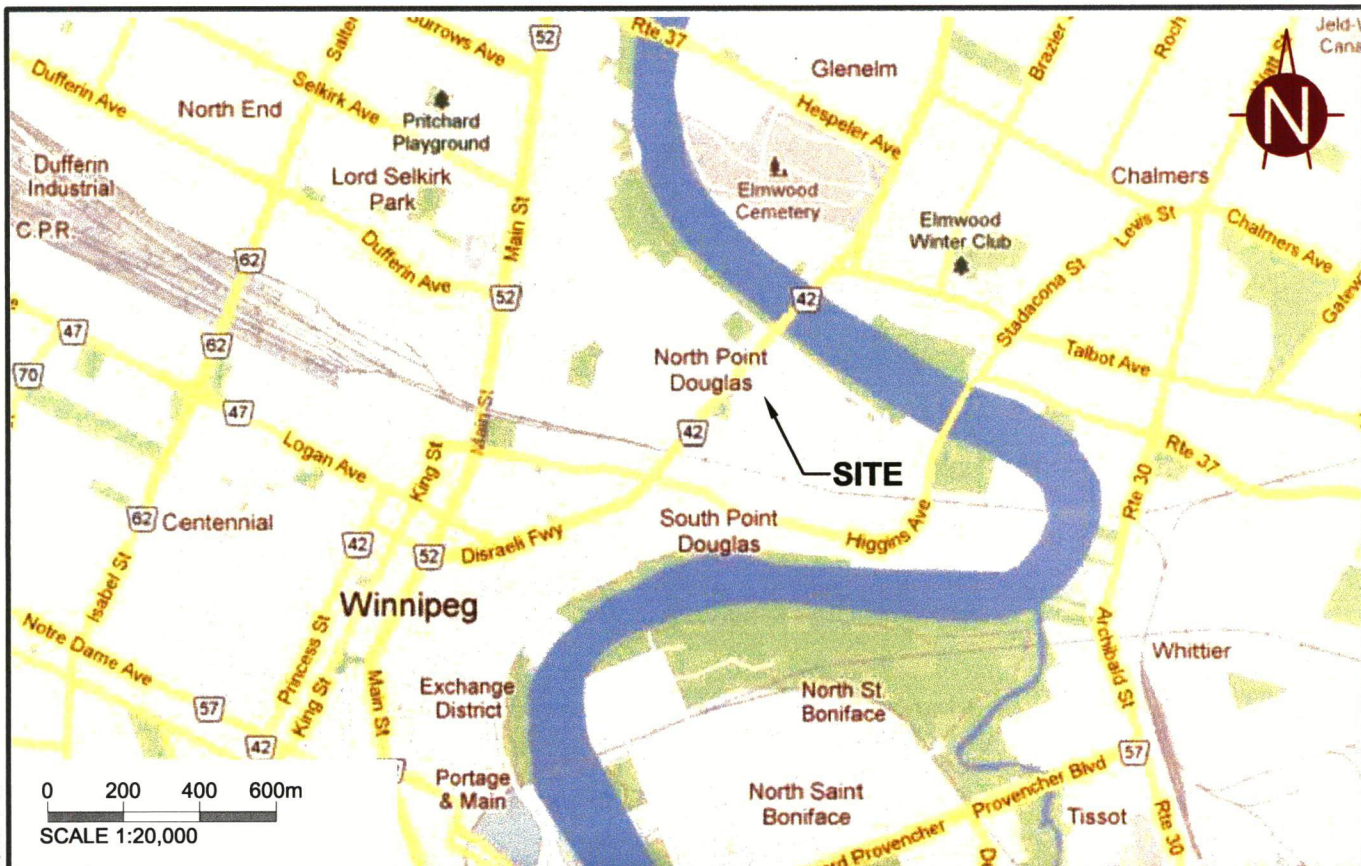 Burrows Ave
52
Rte 37
Jeld-W
Cana
Dufferin Ave
Salter
Selkirk Ave
North End
Pritchard
Playground
Glenelm
Brazier
Roch
Witt S
N
Hespeler Ave
Dufferin
Industrial
Lord Selkirk
Park
Elmwood
Cemetery
Chalmers
C.P.R.
Main St
Elmwood
Winter Club
Lewis St
Chalmers Ave
62
Dufferin Ave
52
42
Stadacona St
Gatew
47
62
North Point
Douglas
Talbot Ave
70
47
Main St
42
Logan Ave
King St
SITE
Rte 37
Rte 30
62
Centennial
42
52
Disraeli Fwy
South Point
Douglas
Higgins Ave
Isabel St
Winnipeg
Notre Dame Ave
Princess St
King St
Main St
Archibald St
Whittier
57
Exchange
District
North St.
Boniface
42
57
Portage
& Main
North Saint
Boniface
Provencher Blvd
Tissot
Rte 30
ard Provencher
0 200 400 600m
SCALE 1:20,000